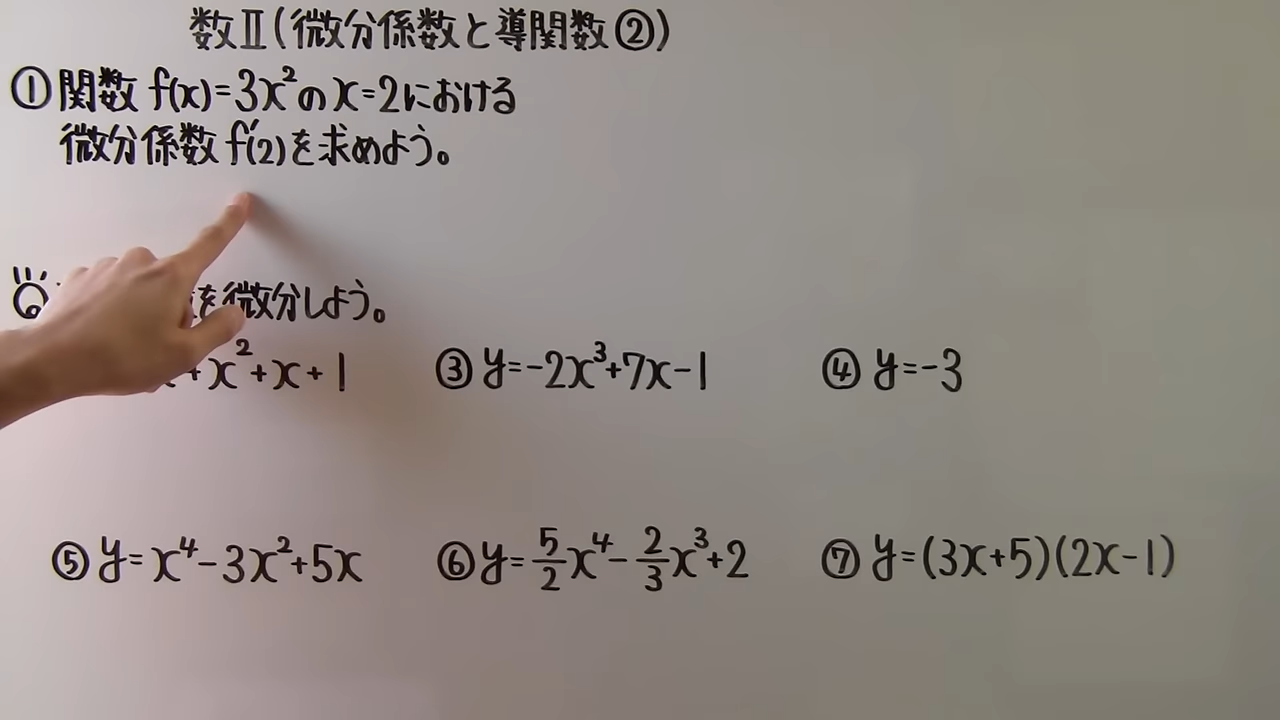 数Ⅱ(微分係数と導関数②)
① 関数 f(x)=3x²のx=2における
微分係数f'(2)を求めよう。
を微分しよう。
+x²+x+1
③ y=-2x³+7x-1
④ y=-3
⑤ y=x⁴-3x²+5x
⑥ y=5/2x⁴-2/3x³+2
⑦ y=(3x+5)(2x-1)